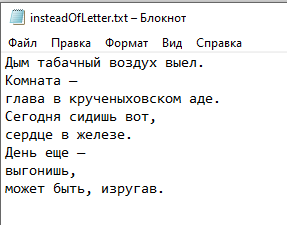 insteadOfLetter.txt – Блокнот
Файл Правка Формат Вид Справка
Дым табачный воздух выел.
Комната –
глава в крученыховском аде.
Сегодня сидишь вот,
сердце в железе.
День еще –
выгонишь,
может быть, изругав.